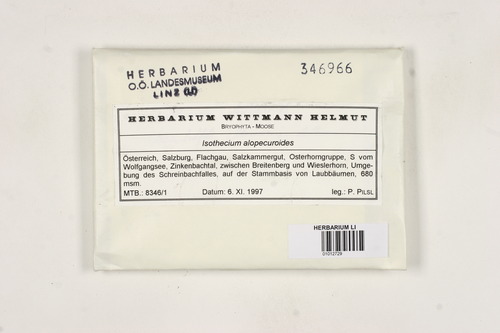 HERBARIUM
O.Ö. LANDESMUSEUM
LINZ
346966
HERBARIUM WITTMANN HELMUT
BRYOPHYTA - MOOSE
Isothecium alopecuroides
Österreich, Salzburg, Flachgau, Salzkammergut, Osterhorngruppe, S vom
Wolfgangsee, Zinkenbachtal, zwischen Breitenberg und Wieslerhorn, Umge-
bung des Schreinbachfalles, auf der Stammbasis von Laubbäumen, 680
msm.
MTB.: 8346/1 Datum: 6. XI. 1997 leg.: P. PILSL
HERBARIUM LI
01012729